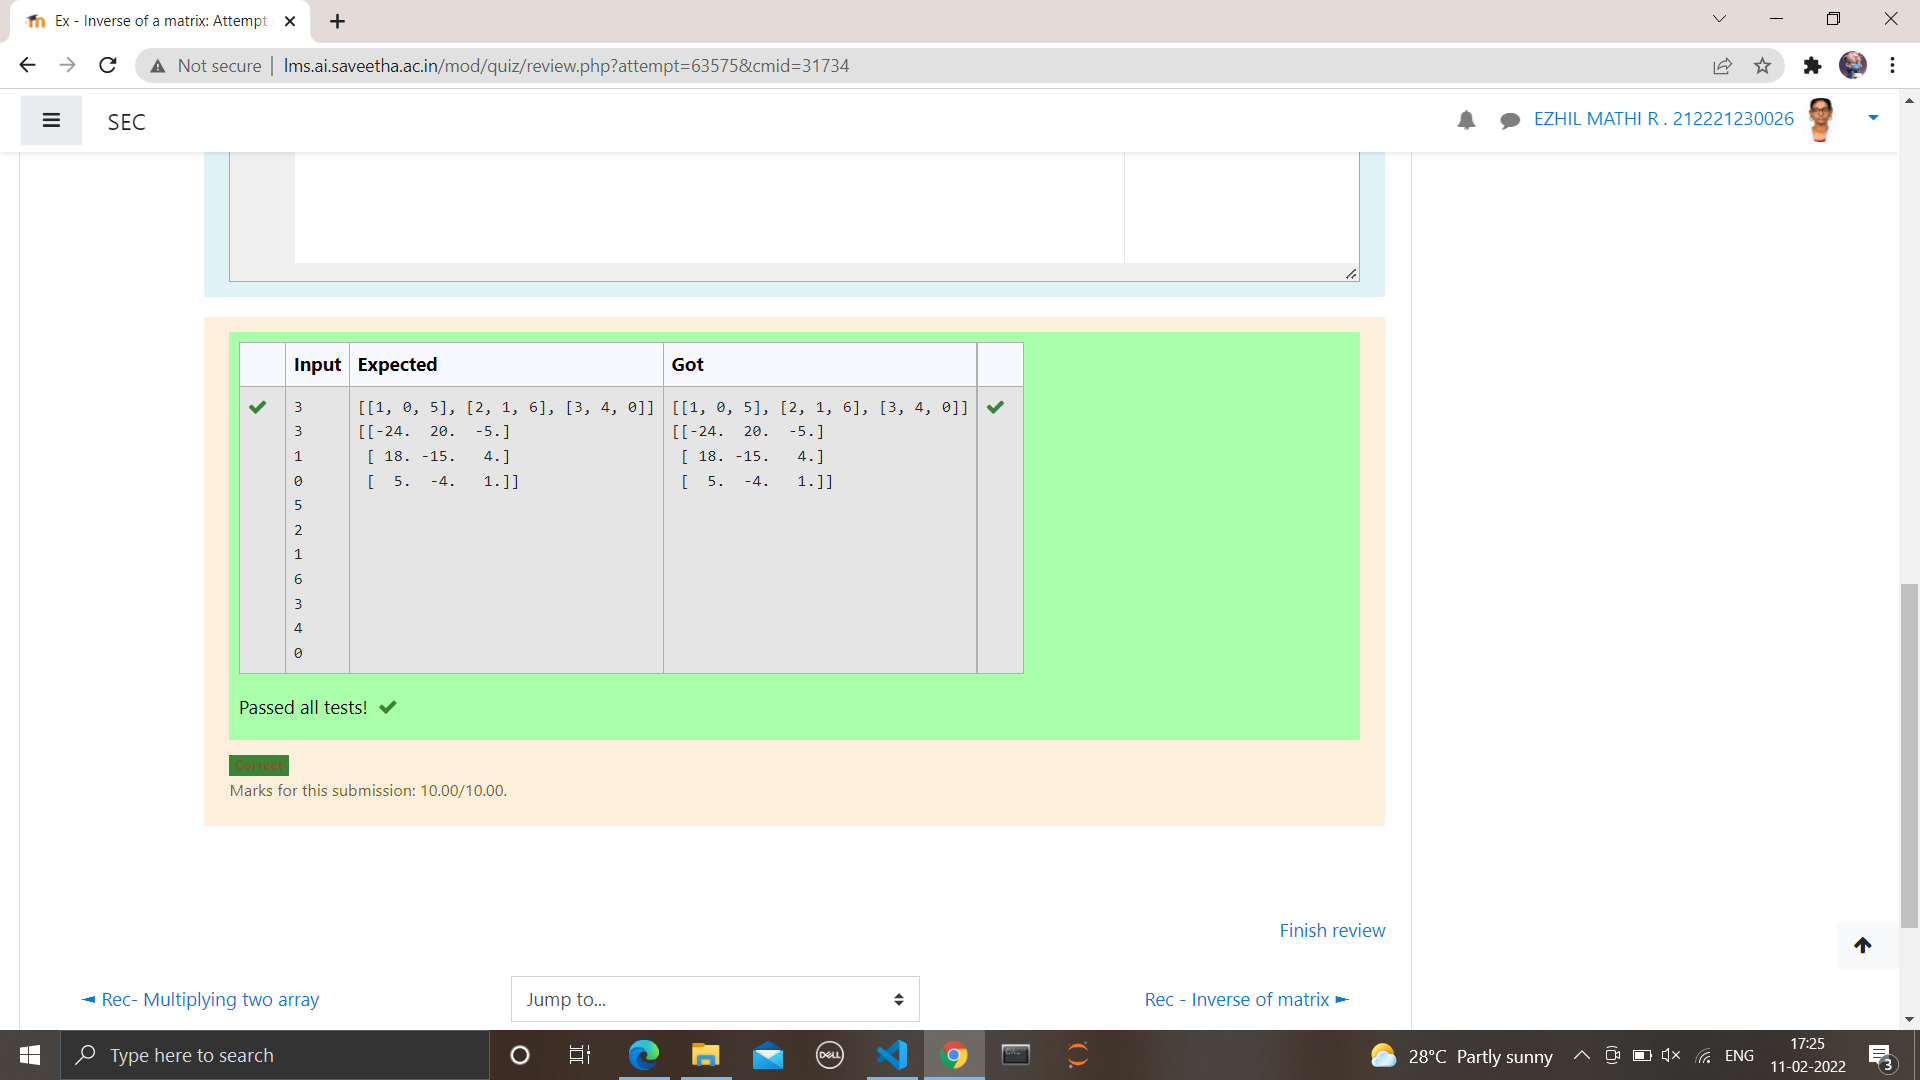 Ex - Inverse of a matrix: Attempt
Not secure | lms.ai.saveetha.ac.in/mod/quiz/review.php?attempt=63575&cmid=31734
SEC
EZHIL MATHI R . 212221230026
Input Expected Got
3 [[1, 0, 5], [2, 1, 6], [3, 4, 0]] [[1, 0, 5], [2, 1, 6], [3, 4, 0]]
3 [[-24. 20. -5.] [[-24. 20. -5.]
1 [ 18. -15. 4.] [ 18. -15. 4.]
0 [ 5. -4. 1.]] [ 5. -4. 1.]]
5
2
1
6
3
4
0
Passed all tests!
Correct
Marks for this submission: 10.00/10.00.
Finish review
◄ Rec- Multiplying two array
Jump to...
Rec - Inverse of matrix ►
Type here to search
DELL
28°C Partly sunny
ENG
17:25
11-02-2022
3